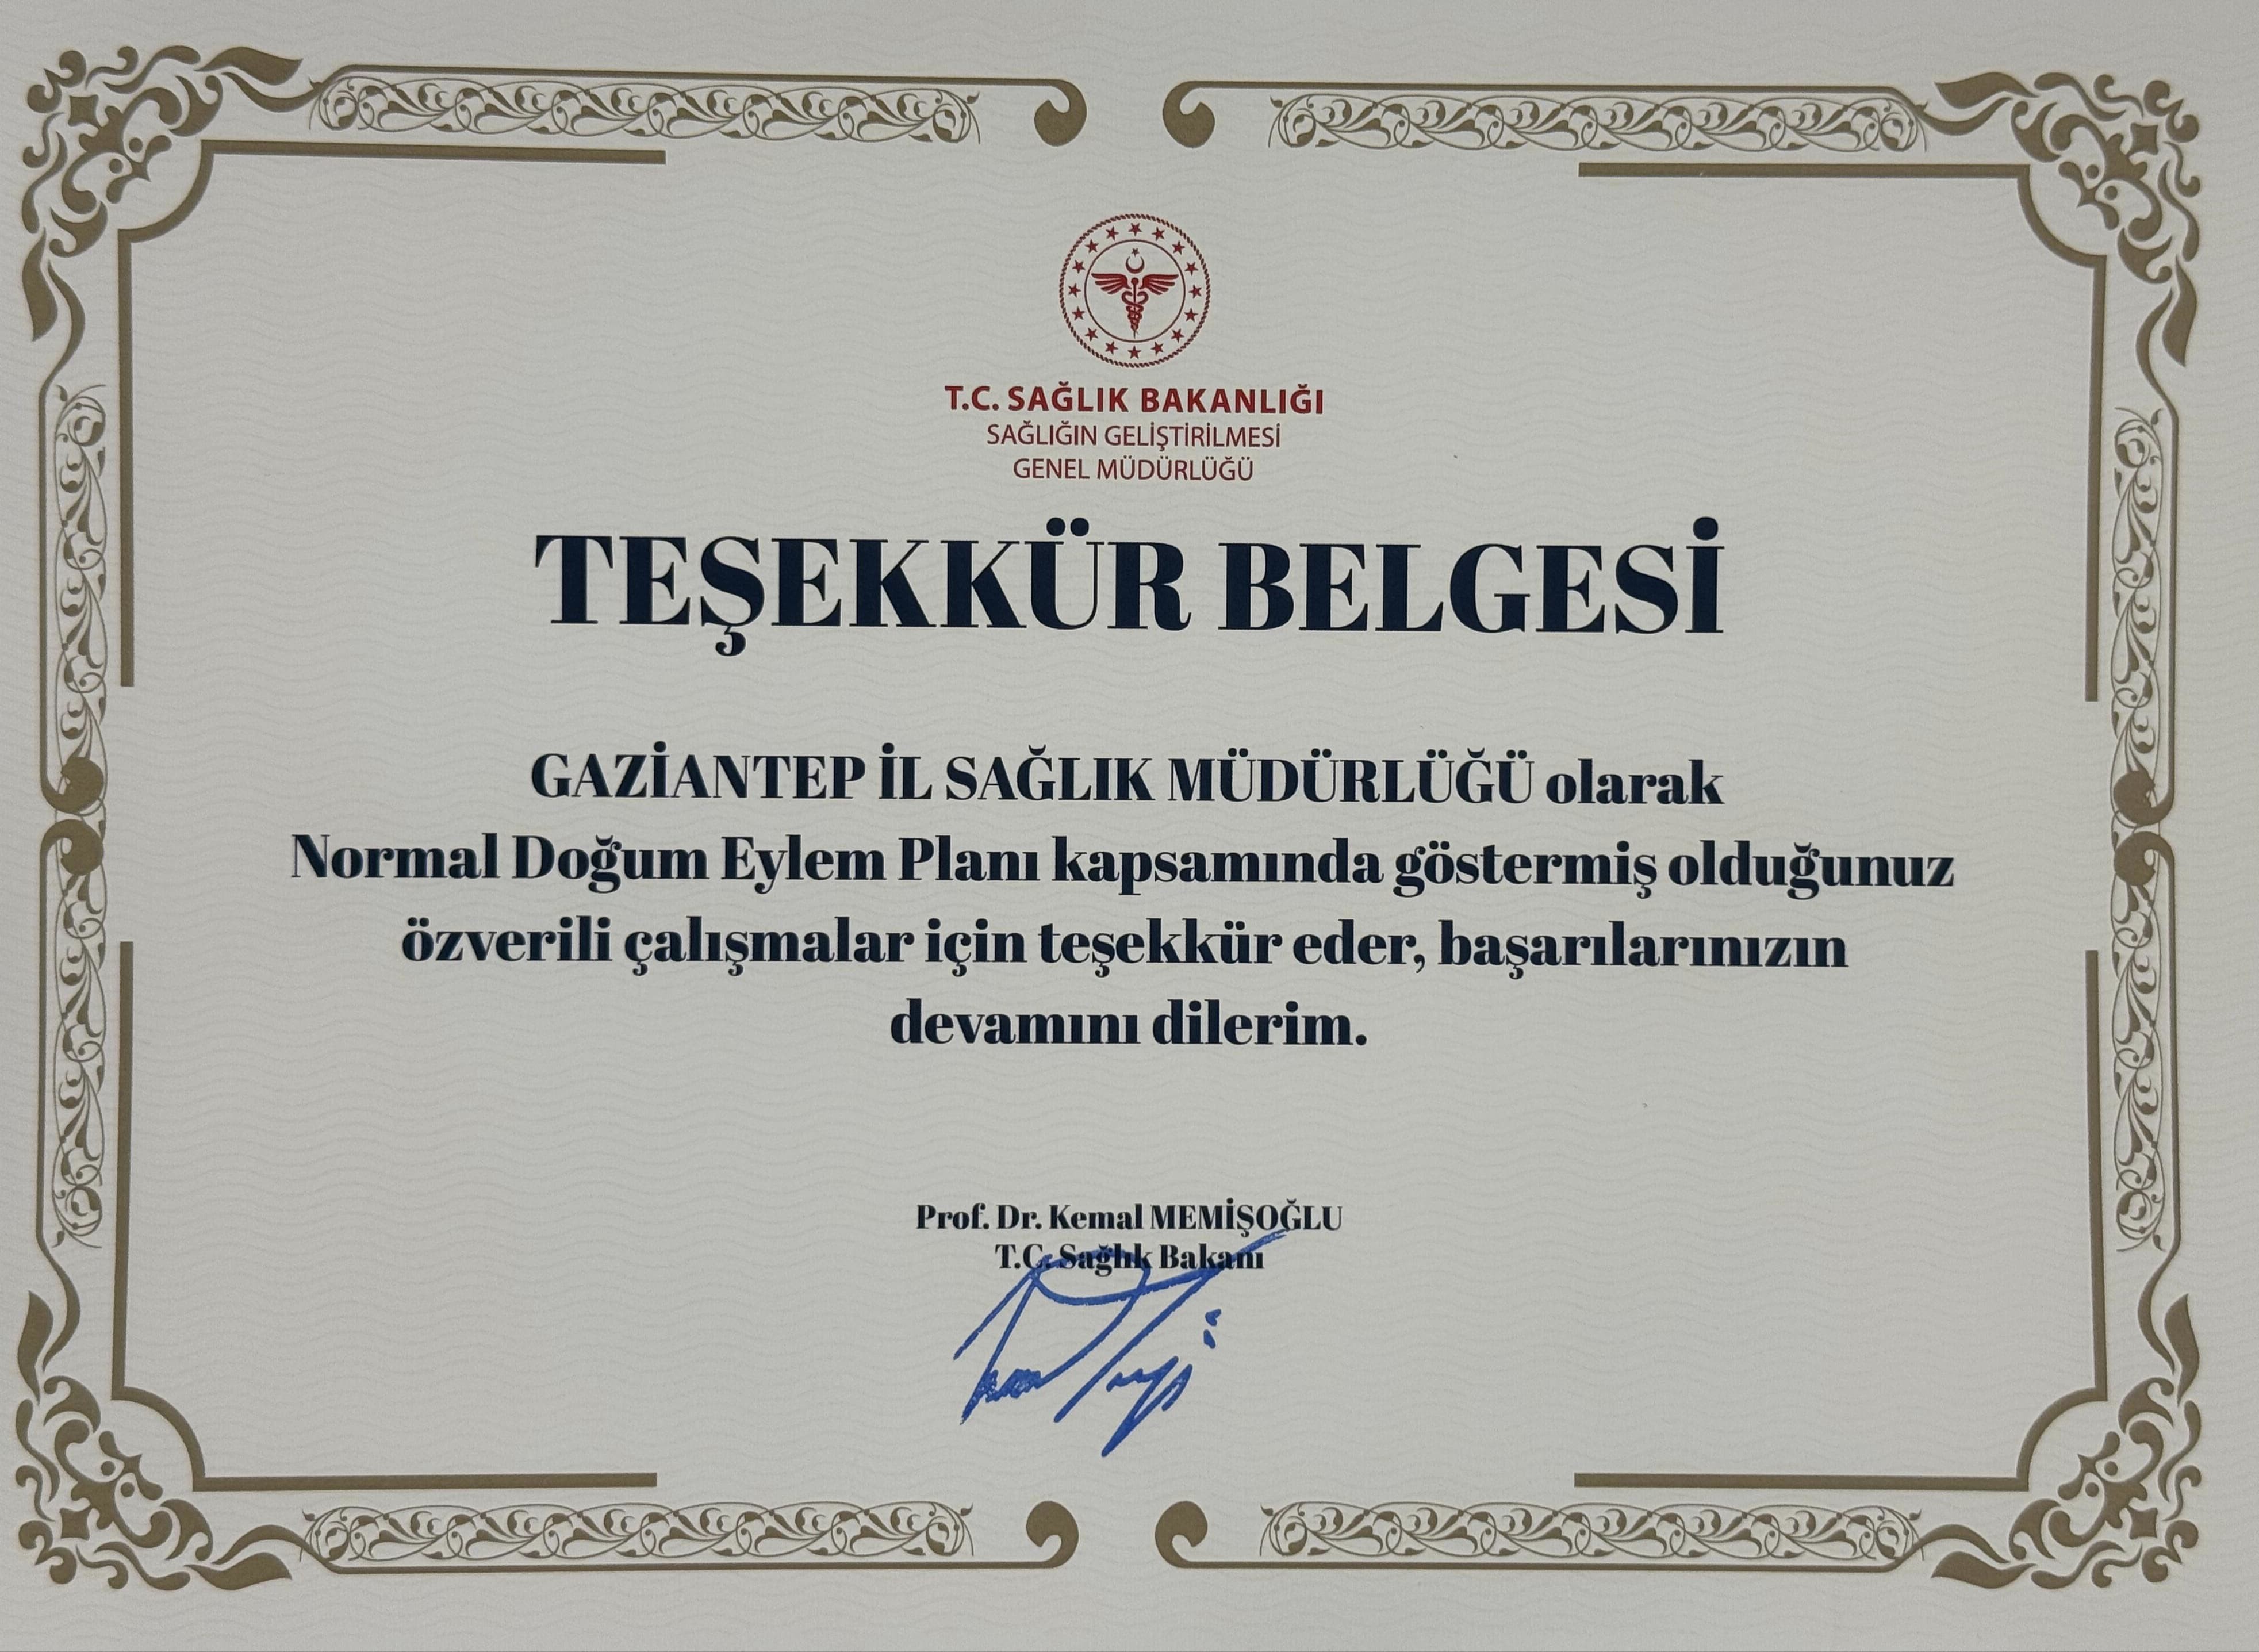 T.C. SAĞLIK BAKANLIĞI
SAĞLIĞIN GELİŞTİRİLMESİ
GENEL MÜDÜRLÜĞÜ
TEŞEKKÜR BELGESİ
GAZİANTEP İL SAĞLIK MÜDÜRLÜĞÜ olarak
Normal Doğum Eylem Planı kapsamında göstermiş olduğunuz
özverili çalışmalar için teşekkür eder, başarılarınızın
devamını dilerim.
Prof. Dr. Kemal MEMİŞOĞLU
T.C. Sağlık Bakanı